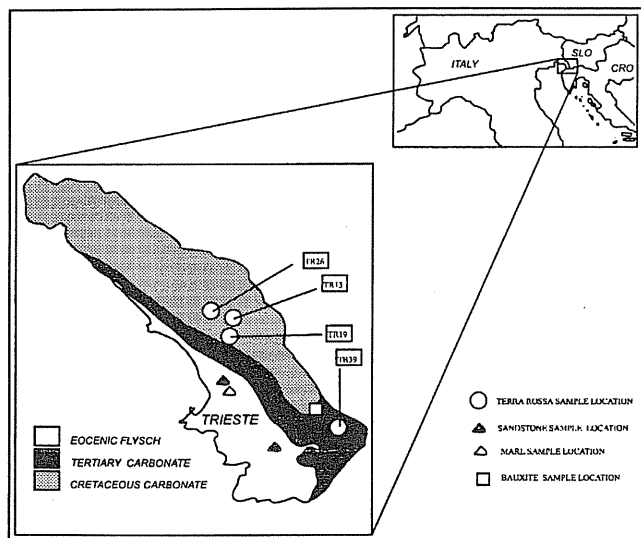 ITALY
SLO
CRO
TR26
TR13
TR19
TR39
TRIESTE
EOCENIC FLYSCH
TERTIARY CARBONATE
CRETACEOUS CARBONATE
TERRA ROSSA SAMPLE LOCATION
SANDSTONE SAMPLE LOCATION
MARL SAMPLE LOCATION
BAUXITE SAMPLE LOCATION